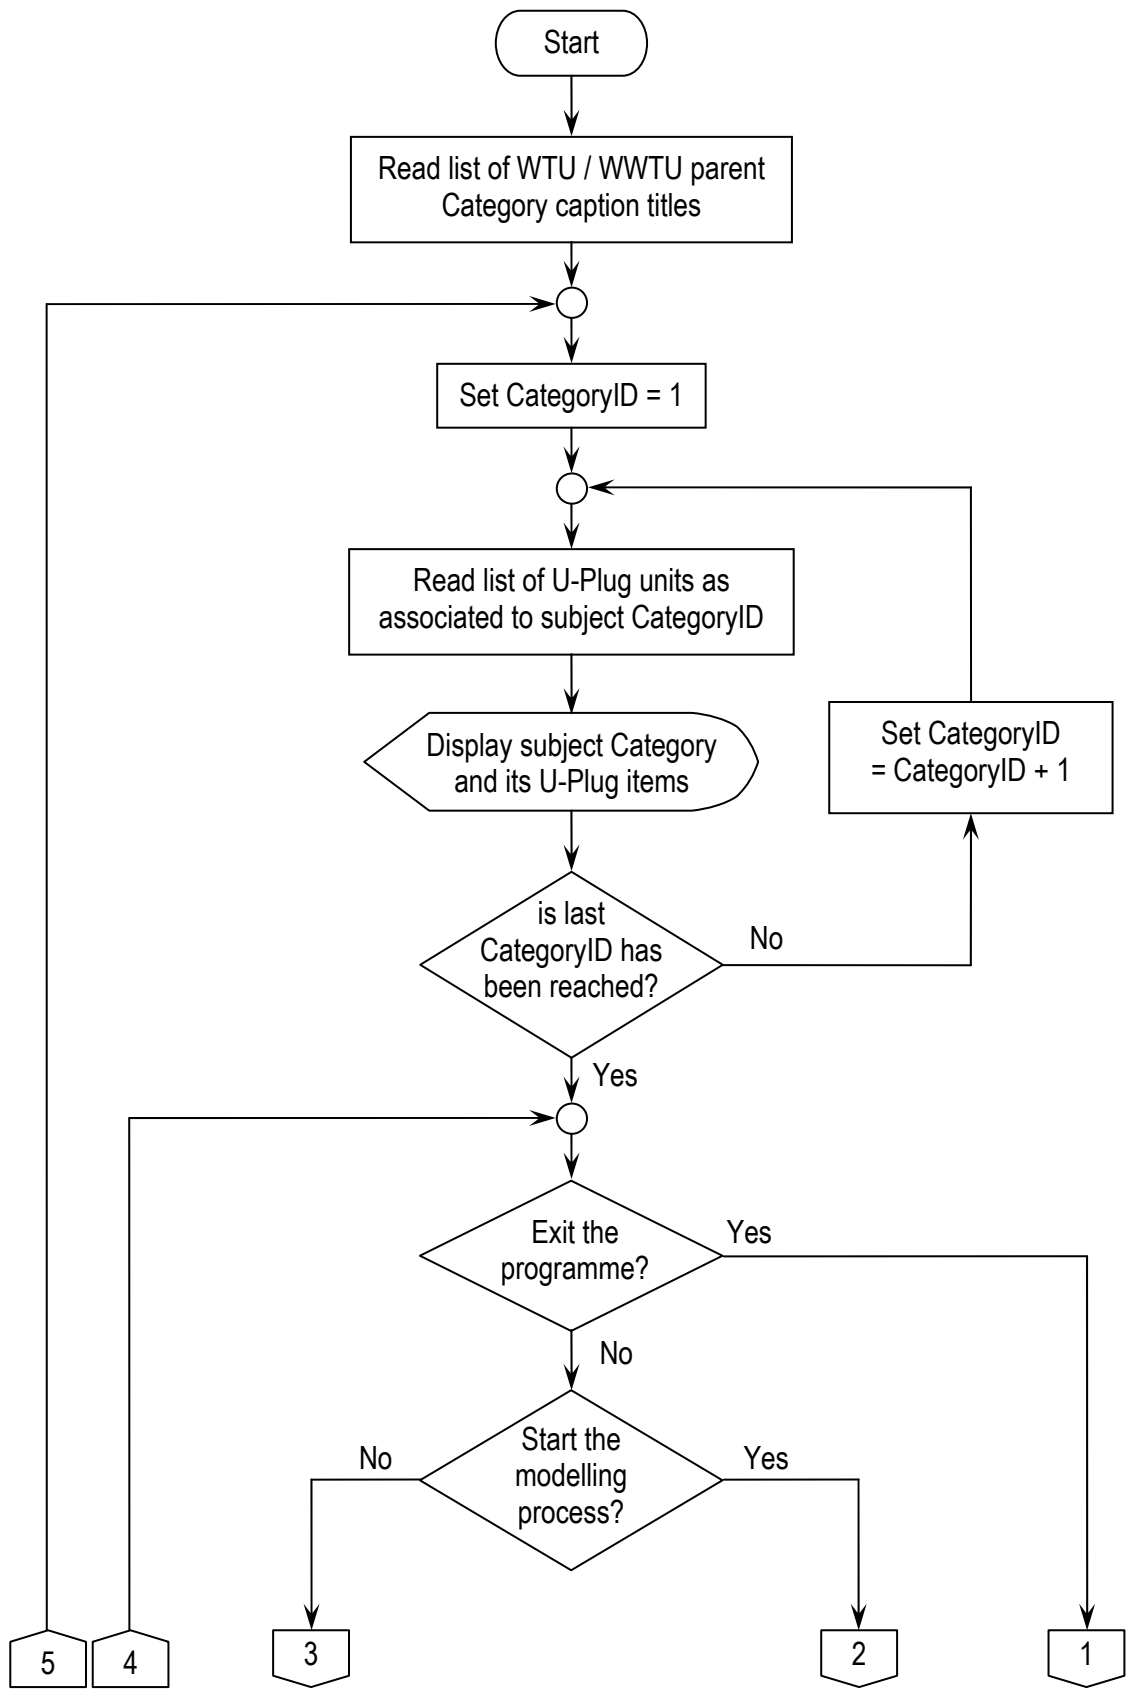 Start
Read list of WTU / WWTU parent
Category caption titles
Set CategoryID = 1
Read list of U-Plug units as
associated to subject CategoryID
Display subject Category
and its U-Plug items
Set CategoryID
= CategoryID + 1
is last
CategoryID has
been reached?
No
Yes
Exit the
programme?
Yes
No
Start the
modelling
process?
No
Yes
5
4
3
2
1